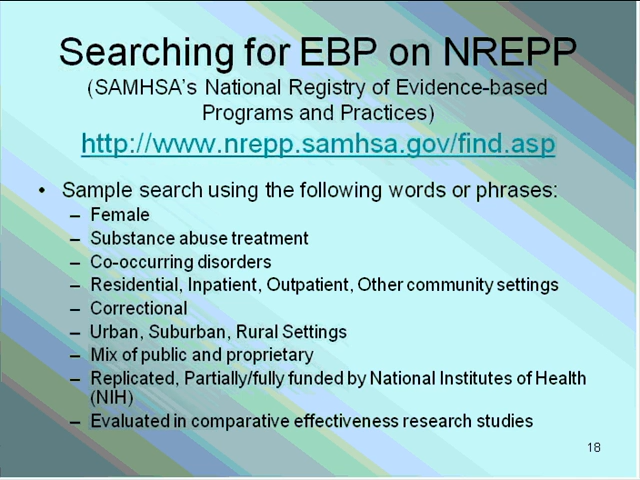 Searching for EBP on NREPP
(SAMHSA's National Registry of Evidence-based
Programs and Practices)
http://www.nrepp.samhsa.gov/find.asp
• Sample search using the following words or phrases:
– Female
– Substance abuse treatment
– Co-occurring disorders
– Residential, Inpatient, Outpatient, Other community settings
– Correctional
– Urban, Suburban, Rural Settings
– Mix of public and proprietary
– Replicated, Partially/fully funded by National Institutes of Health
(NIH)
– Evaluated in comparative effectiveness research studies
18